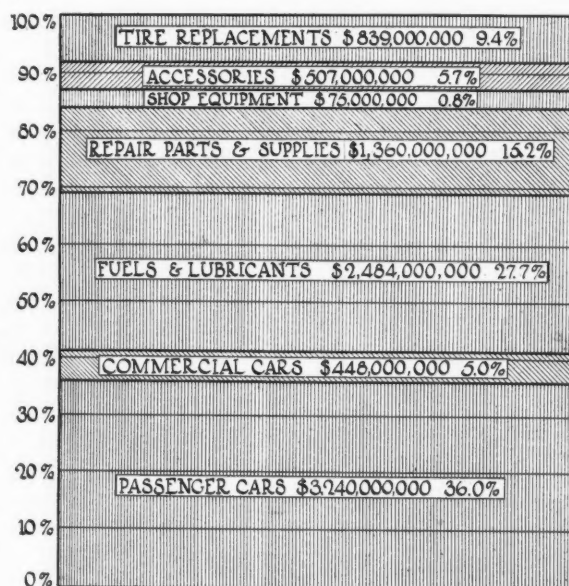 100%
TIRE REPLACEMENTS $839,000,000 9.4%
90%
ACCESSORIES $507,000,000 5.7%
SHOP EQUIPMENT $75,000,000 0.8%
80%
REPAIR PARTS & SUPPLIES $1,360,000,000 15.2%
70%
60%
FUELS & LUBRICANTS $2,484,000,000 27.7%
50%
40%
COMMERCIAL CARS $448,000,000 5.0%
30%
20%
PASSENGER CARS $3,240,000,000 36.0%
10%
0%